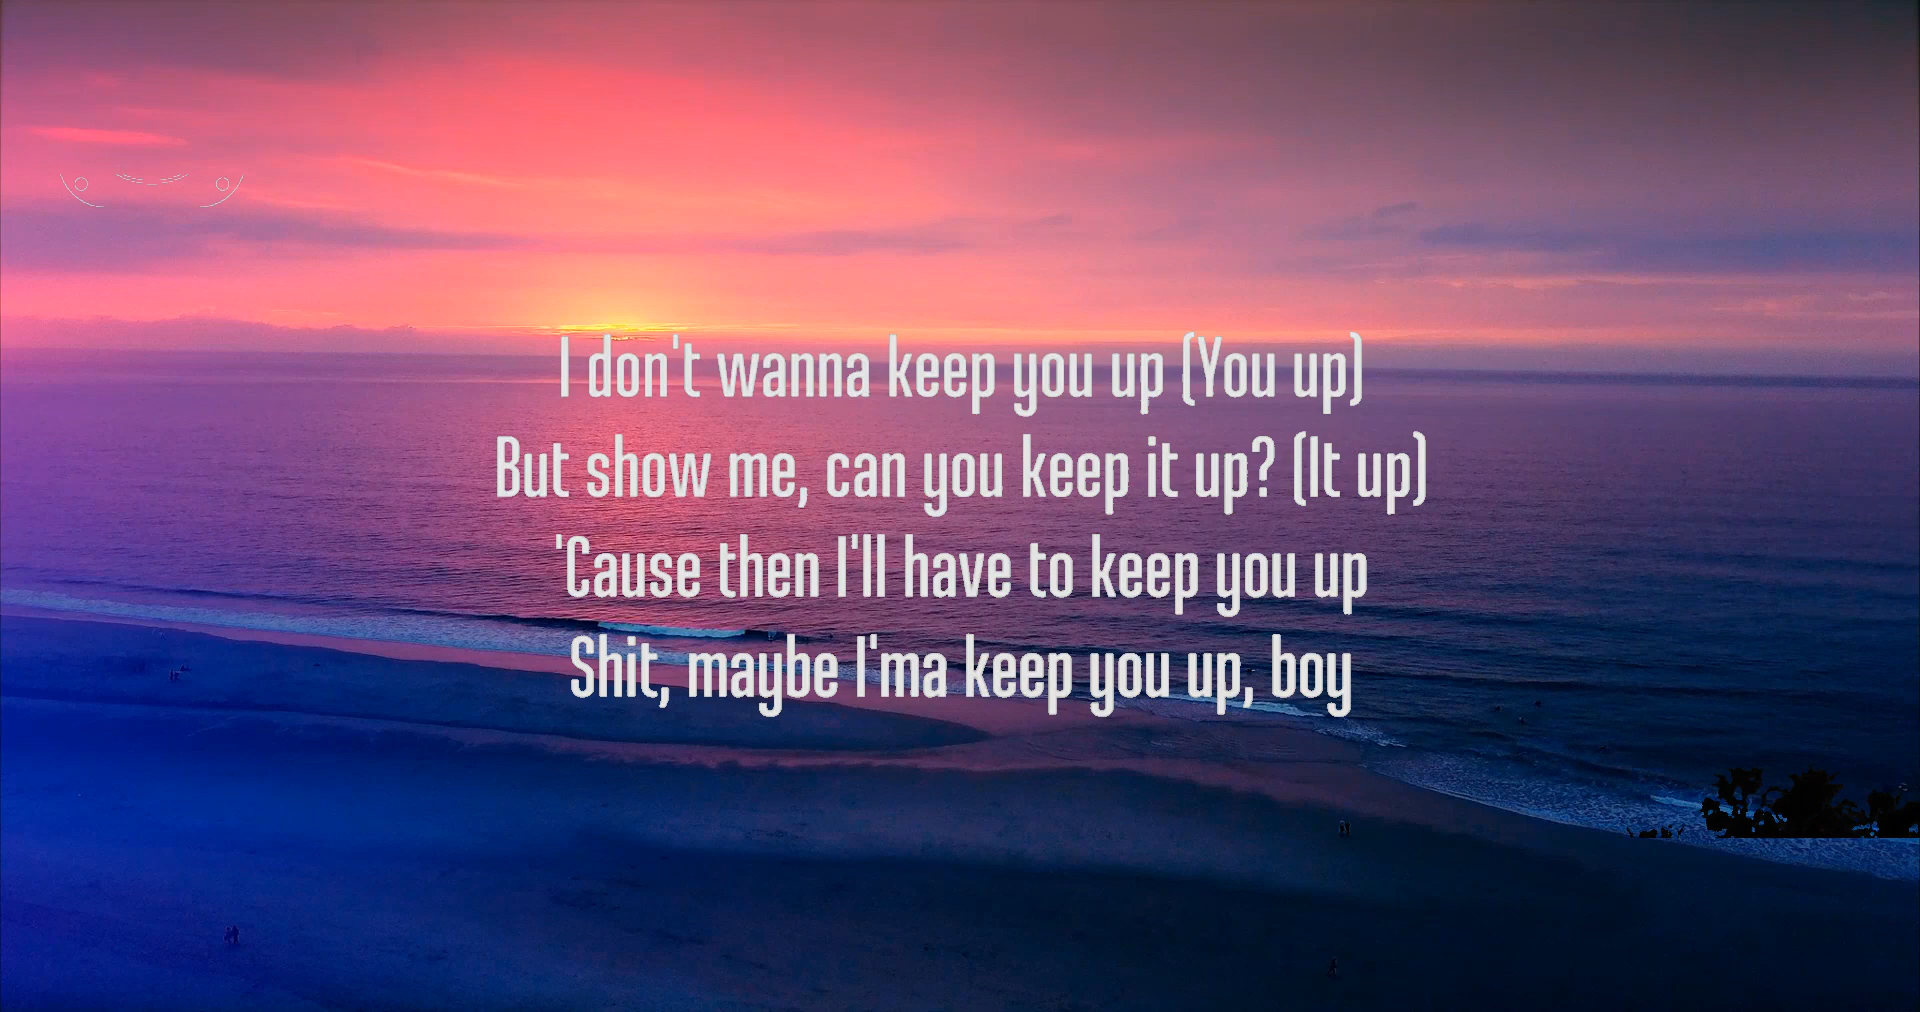 I don't wanna keep you up (You up)
But show me, can you keep it up? (It up)
'Cause then I'll have to keep you up
Shit, maybe I'ma keep you up, boy